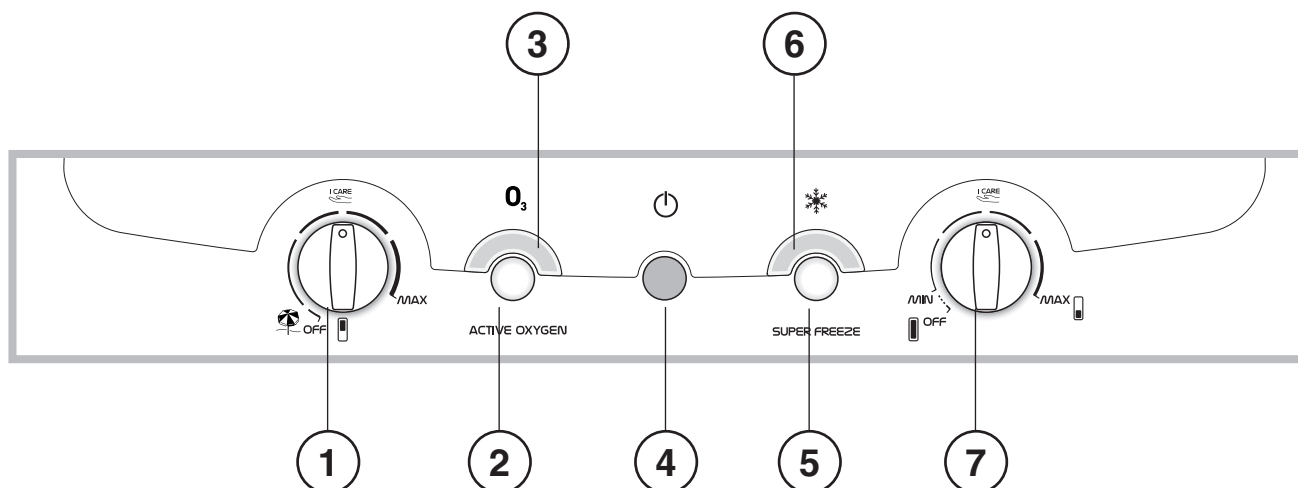 3
6
I CARE
O3
I CARE
MAX
OFF
ACTIVE OXYGEN
SUPER FREEZE
MIN
OFF
MAX
1
2
4
5
7